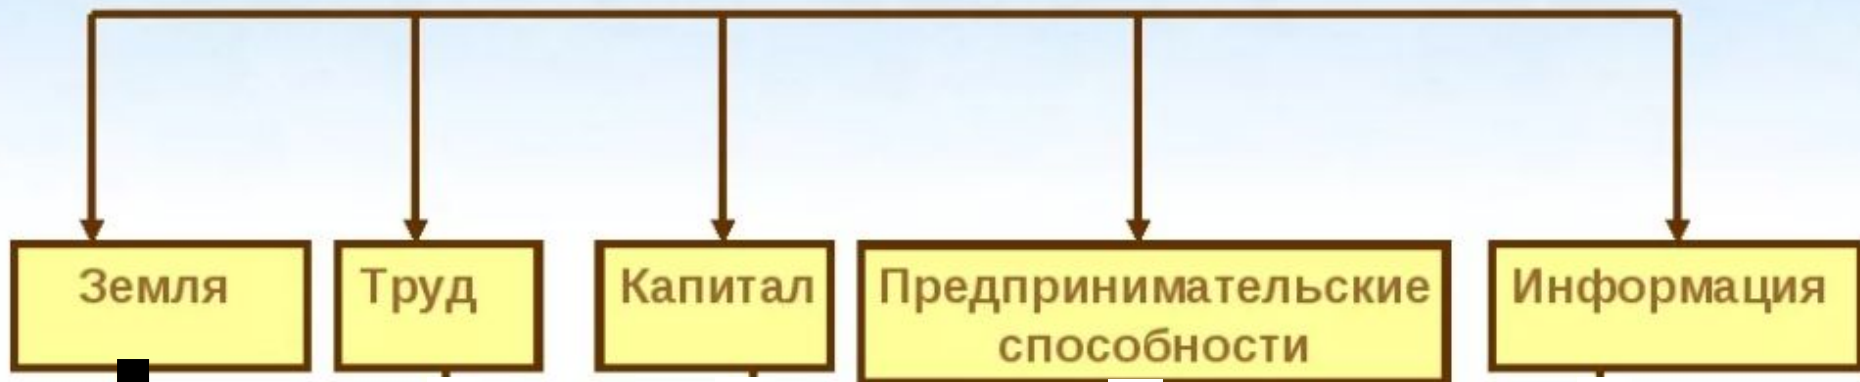 Земля
Труд
Капитал
Предпринимательские
способности
Информация